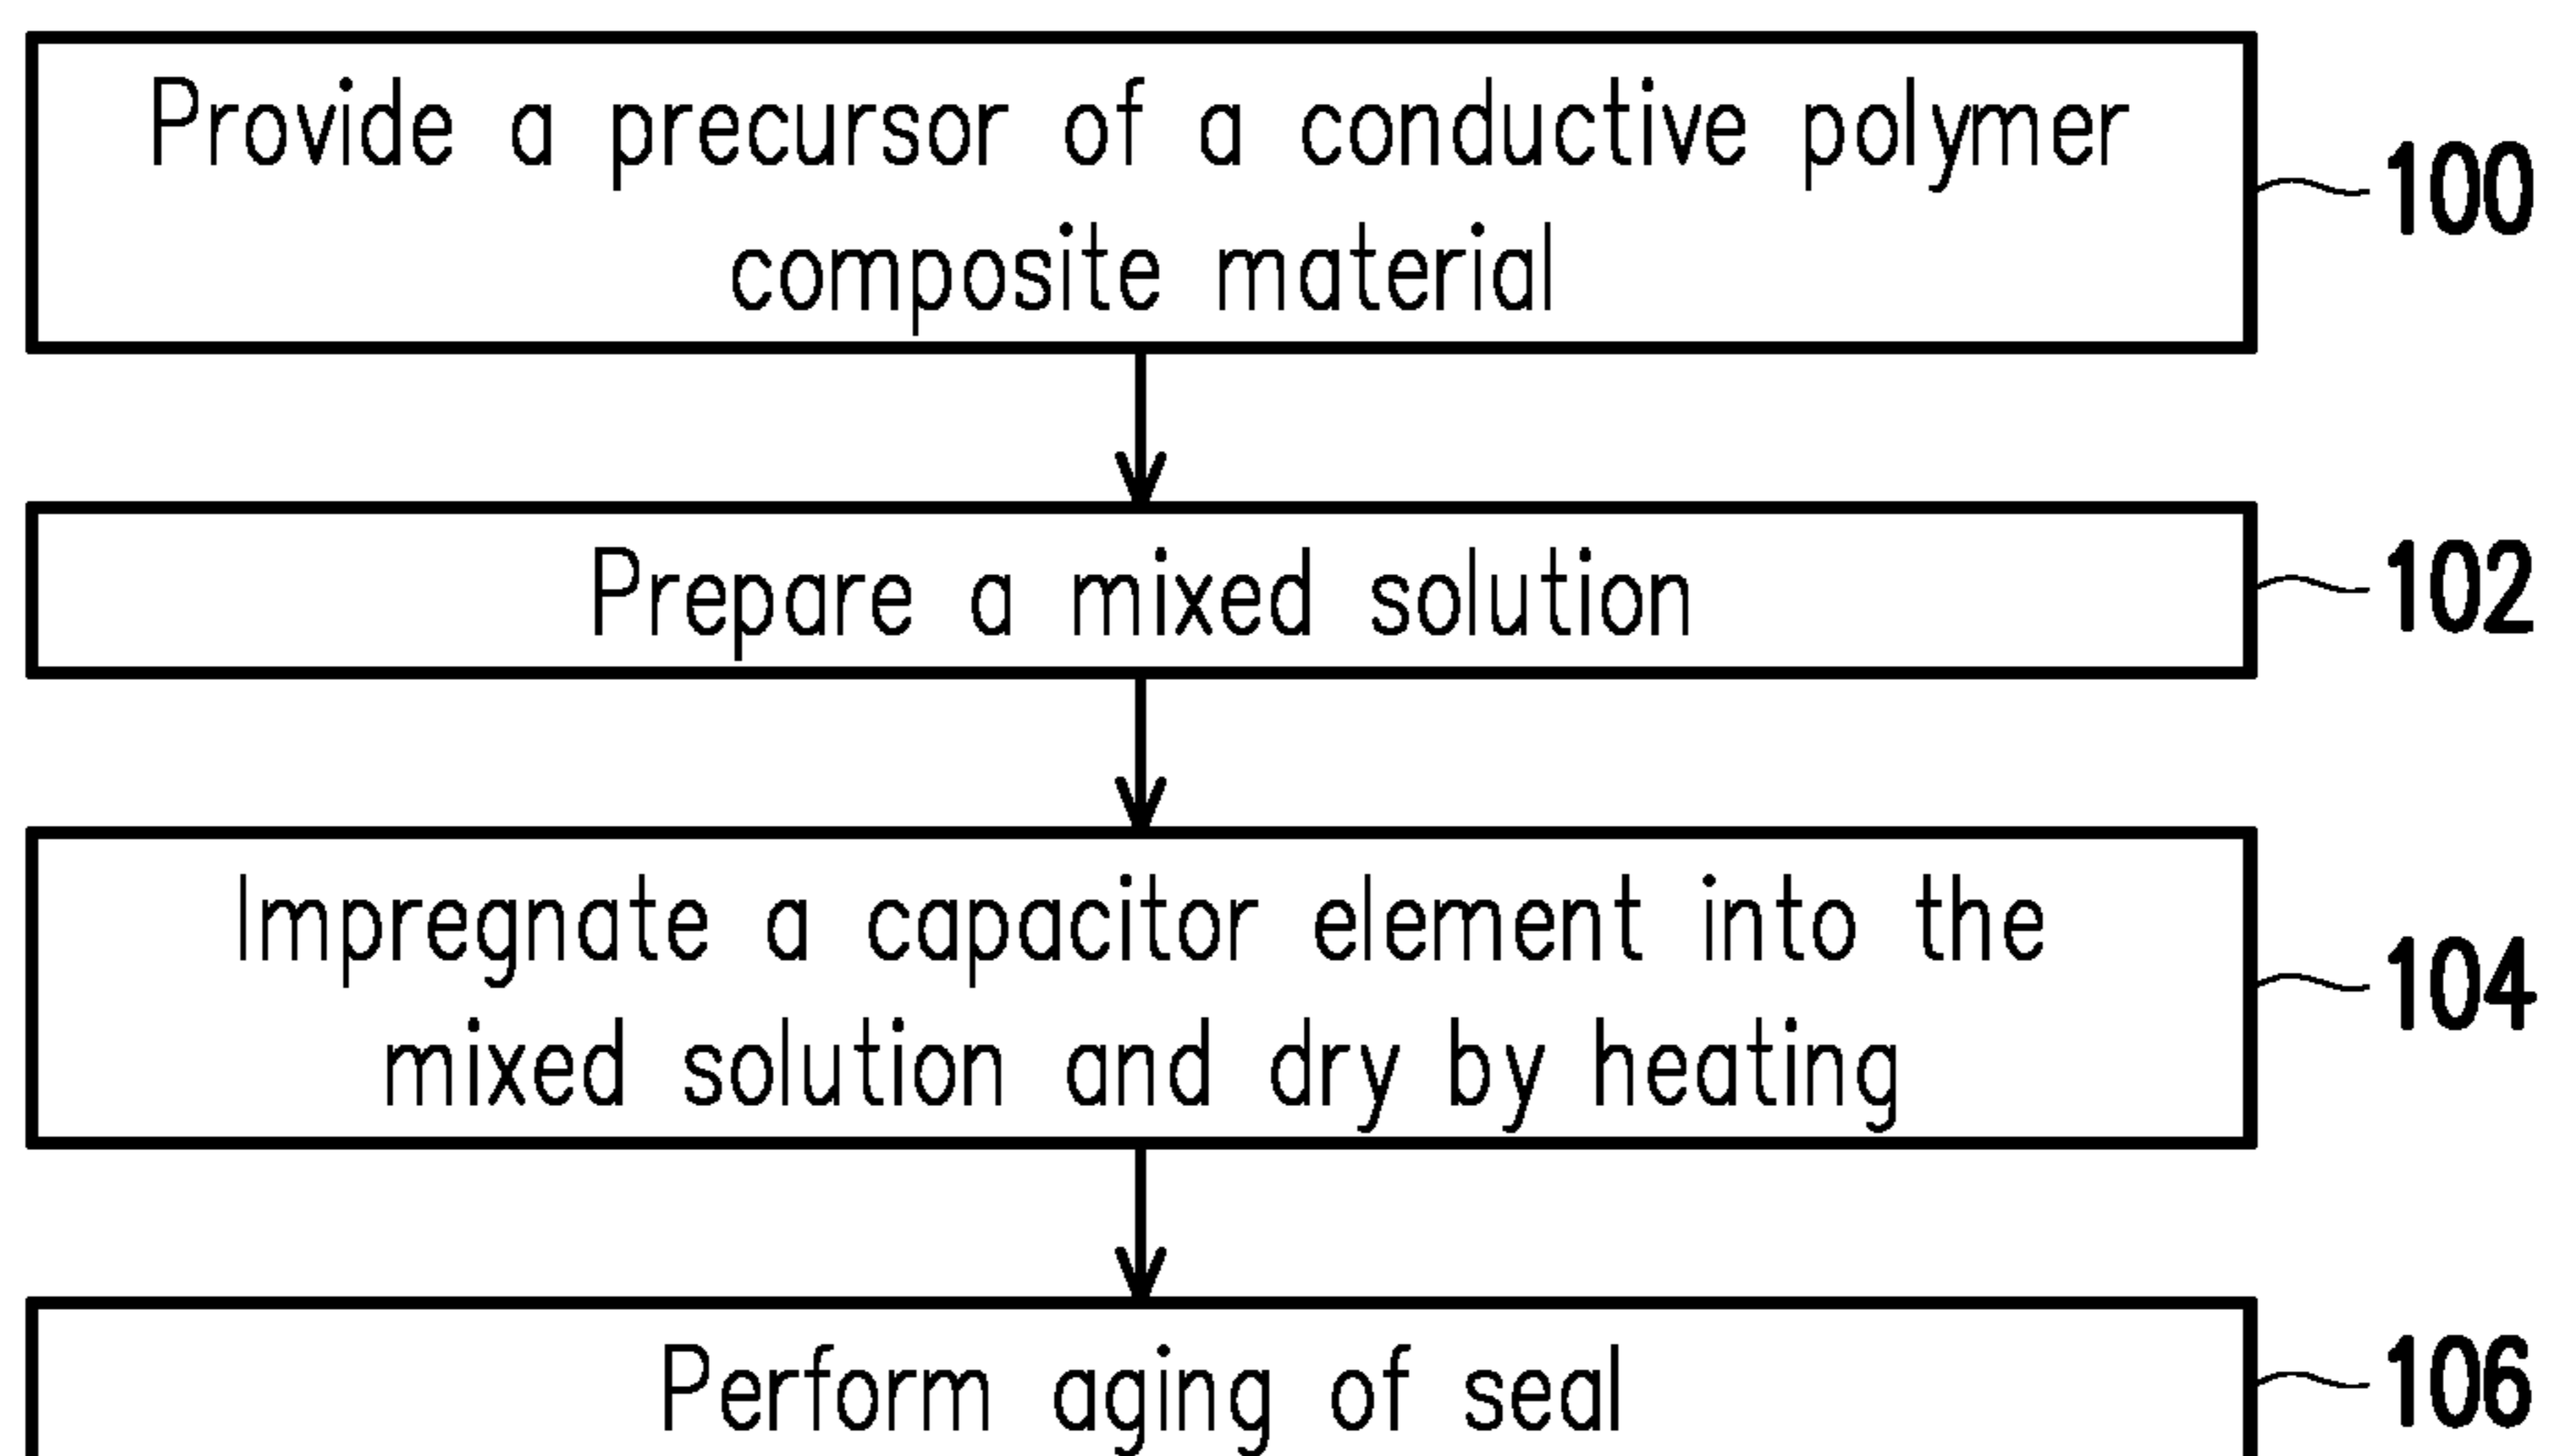 Provide a precursor of a conductive polymer
composite material
100
Prepare a mixed solution
102
Impregnate a capacitor element into the
mixed solution and dry by heating
104
Perform aging of seal
106